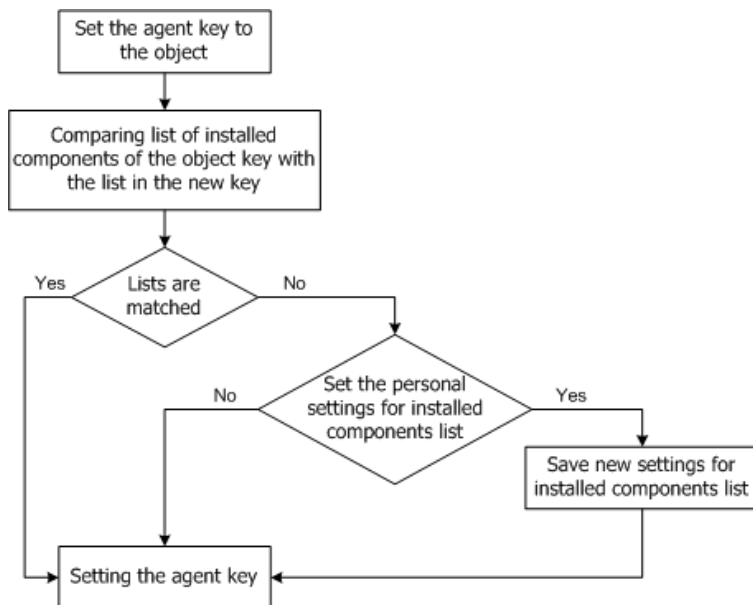 Set the agent key to
the object
Comparing list of installed
components of the object key with
the list in the new key
Yes
Lists are
matched
No
No
Set the personal
settings for installed
components list
Yes
Save new settings for
installed components list
Setting the agent key